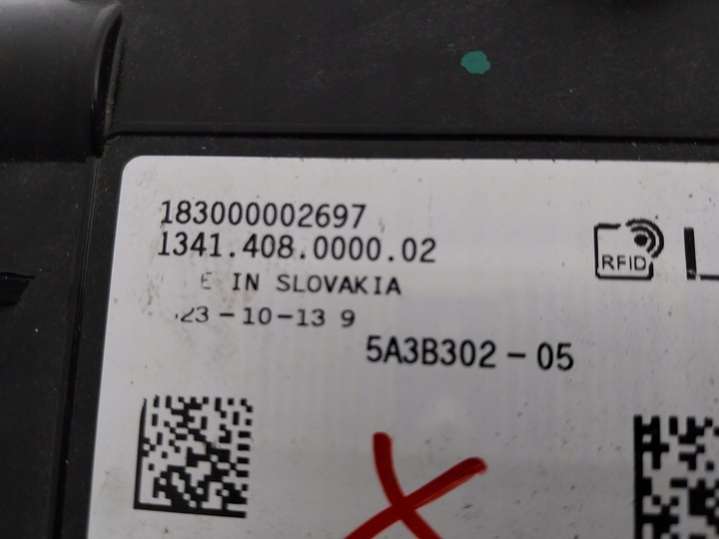 183000002697
1341.408.0000.02
E IN SLOVAKIA
23-10-13 9
5A3B302-05
RFID